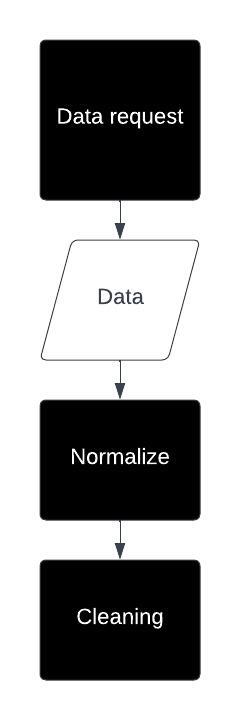 Data request
Data
Normalize
Cleaning